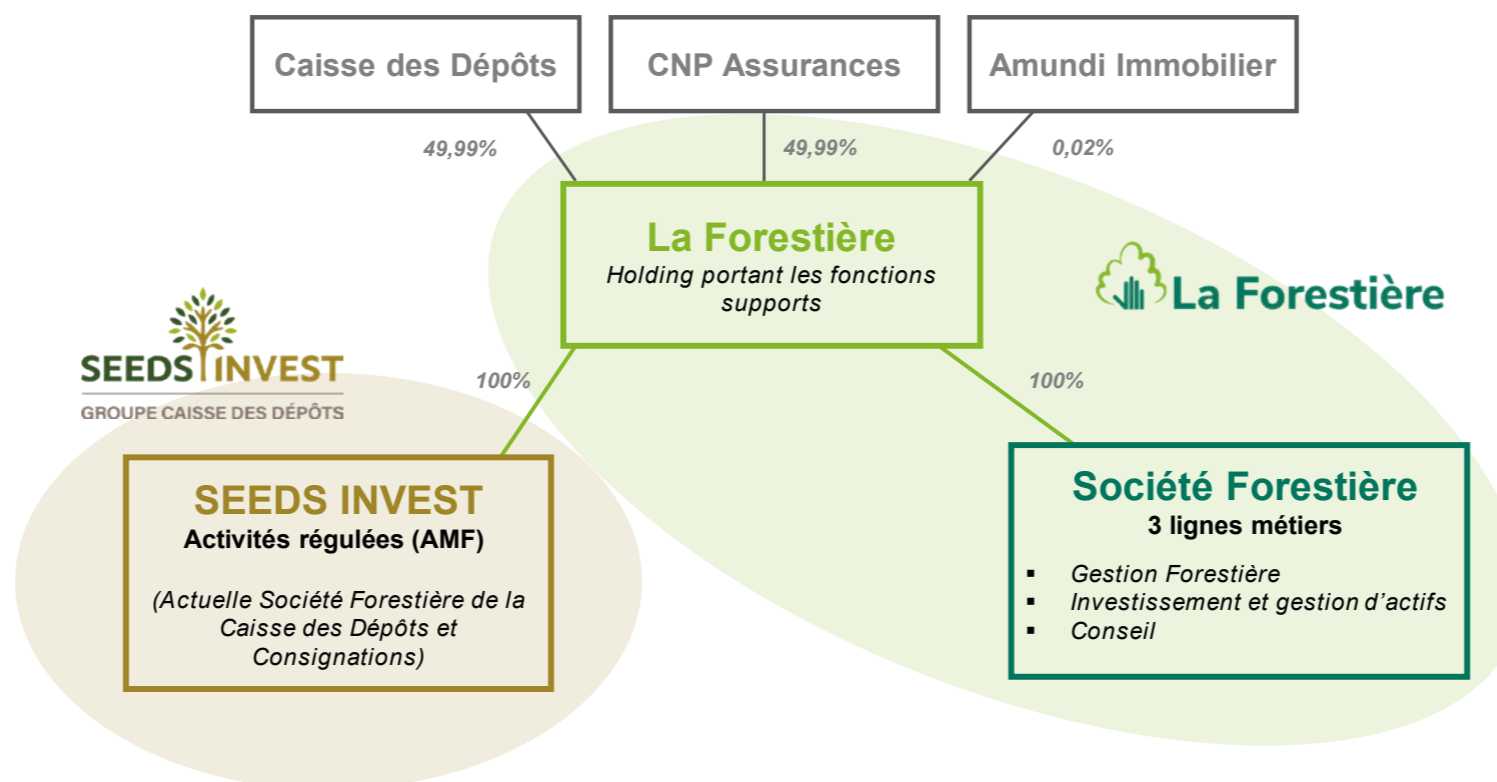 Caisse des Dépôts
CNP Assurances
Amundi Immobilier
49,99%
49,99%
0,02%
La Forestière
Holding portant les fonctions
supports
La Forestière
SEEDS INVEST
GROUPE CAISSE DES DÉPÔTS
100%
100%
SEEDS INVEST
Activités régulées (AMF)
(Actuelle Société Forestière de la
Caisse des Dépôts et
Consignations)
Société Forestière
3 lignes métiers
▪ Gestion Forestière
▪ Investissement et gestion d'actifs
▪ Conseil